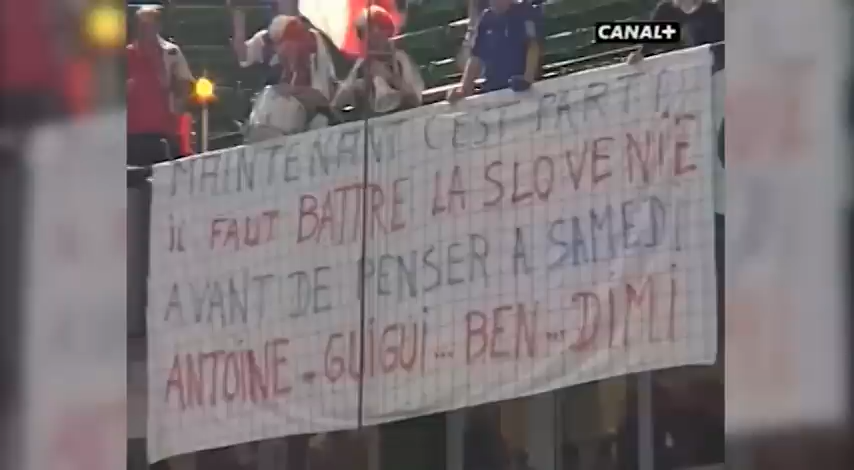 CANAL+
MAINTENANT C'EST PARTI
IL FAUT BATTRE LA SLOVENIE
AVANT DE PENSER A SAMEDI
ANTOINE - GUIGUI... BEN... DIMI